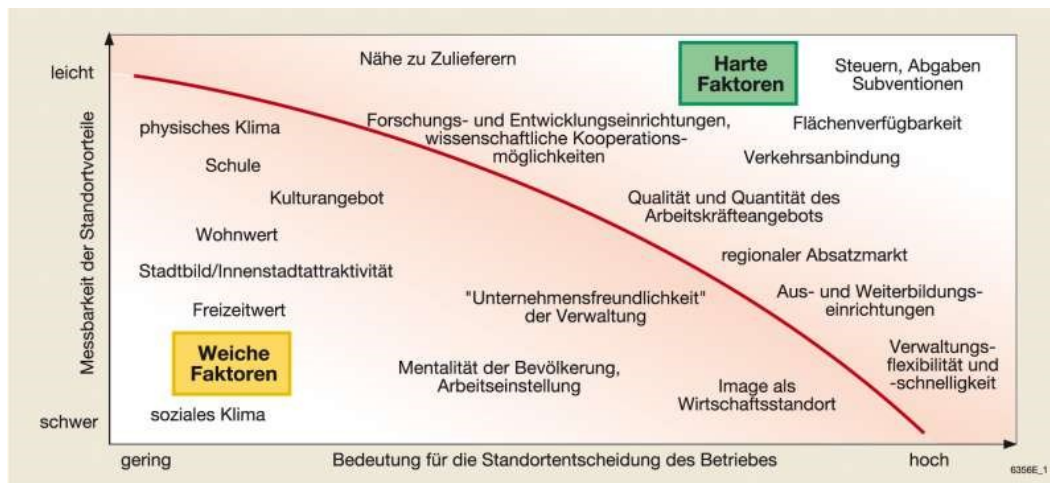 Messbarkeit der Standortvorteile
leicht
schwer
Nähe zu Zulieferern
Harte
Faktoren
Steuern, Abgaben
Subventionen
physisches Klima
Forschungs- und Entwicklungseinrichtungen,
wissenschaftliche Kooperations-
möglichkeiten
Flächenverfügbarkeit
Verkehrsanbindung
Schule
Kulturangebot
Qualität und Quantität des
Arbeitskräfteangebots
Wohnwert
regionaler Absatzmarkt
Stadtbild/Innenstadtattraktivität
"Unternehmensfreundlichkeit"
der Verwaltung
Aus- und Weiterbildungs-
einrichtungen
Freizeitwert
Weiche
Faktoren
Mentalität der Bevölkerung,
Arbeitseinstellung
Image als
Wirtschaftsstandort
Verwaltungs-
flexibilität und
-schnelligkeit
soziales Klima
gering
Bedeutung für die Standortentscheidung des Betriebes
hoch
6356E_1